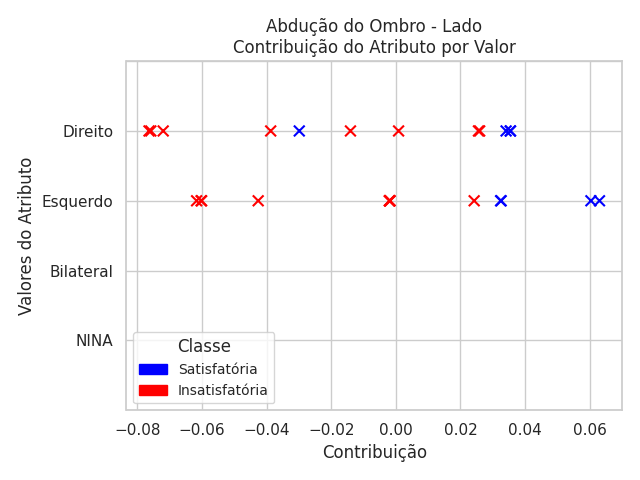 Abdução do Ombro - Lado
Contribuição do Atributo por Valor
Valores do Atributo
Direito
Esquerdo
Bilateral
NINA
Classe
Satisfatória
Insatisfatória
−0.08 −0.06 −0.04 −0.02 0.00 0.02 0.04 0.06
Contribuição